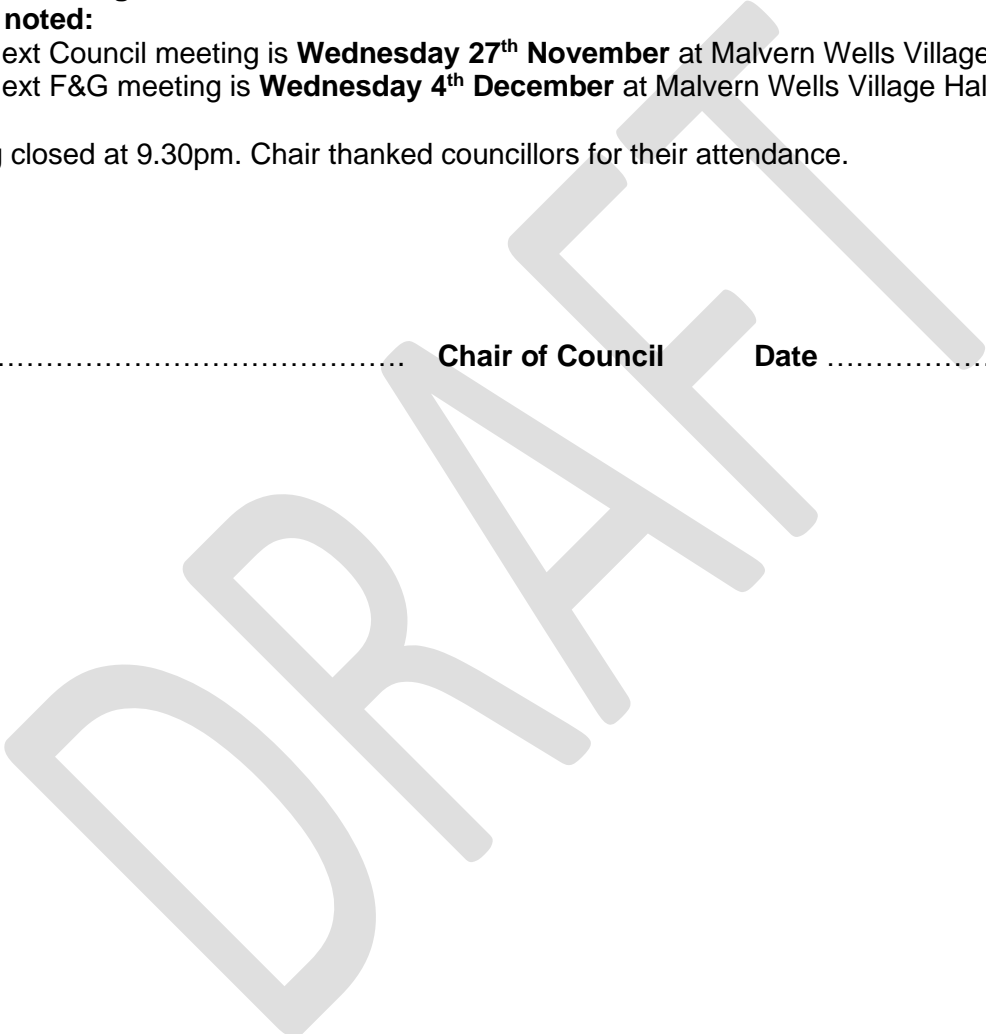 noted:
ext Council meeting is Wednesday 27th November at Malvern Wells Village
ext F&G meeting is Wednesday 4th December at Malvern Wells Village Hal
g closed at 9.30pm. Chair thanked councillors for their attendance.
…………………………………. Chair of Council Date ………………
DRAFT